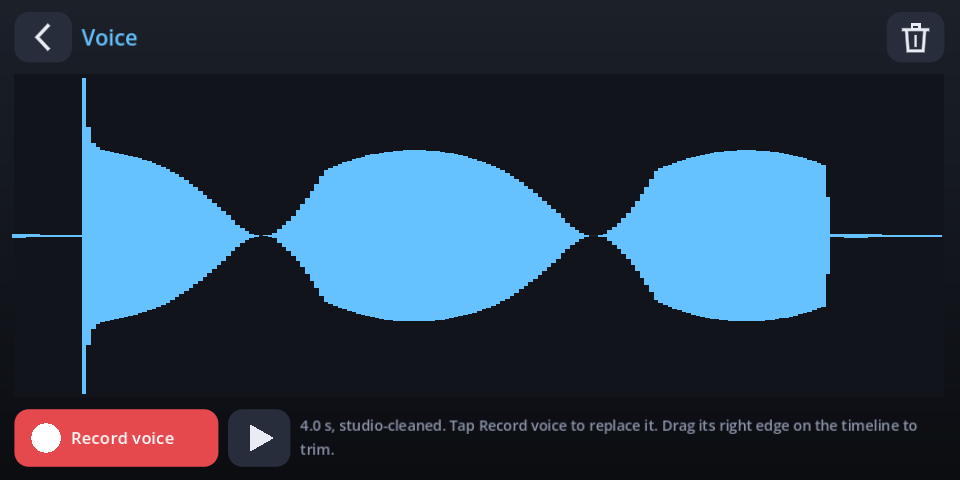 Voice
Record voice
4.0 s, studio-cleaned. Tap Record voice to replace it. Drag its right edge on the timeline to
trim.